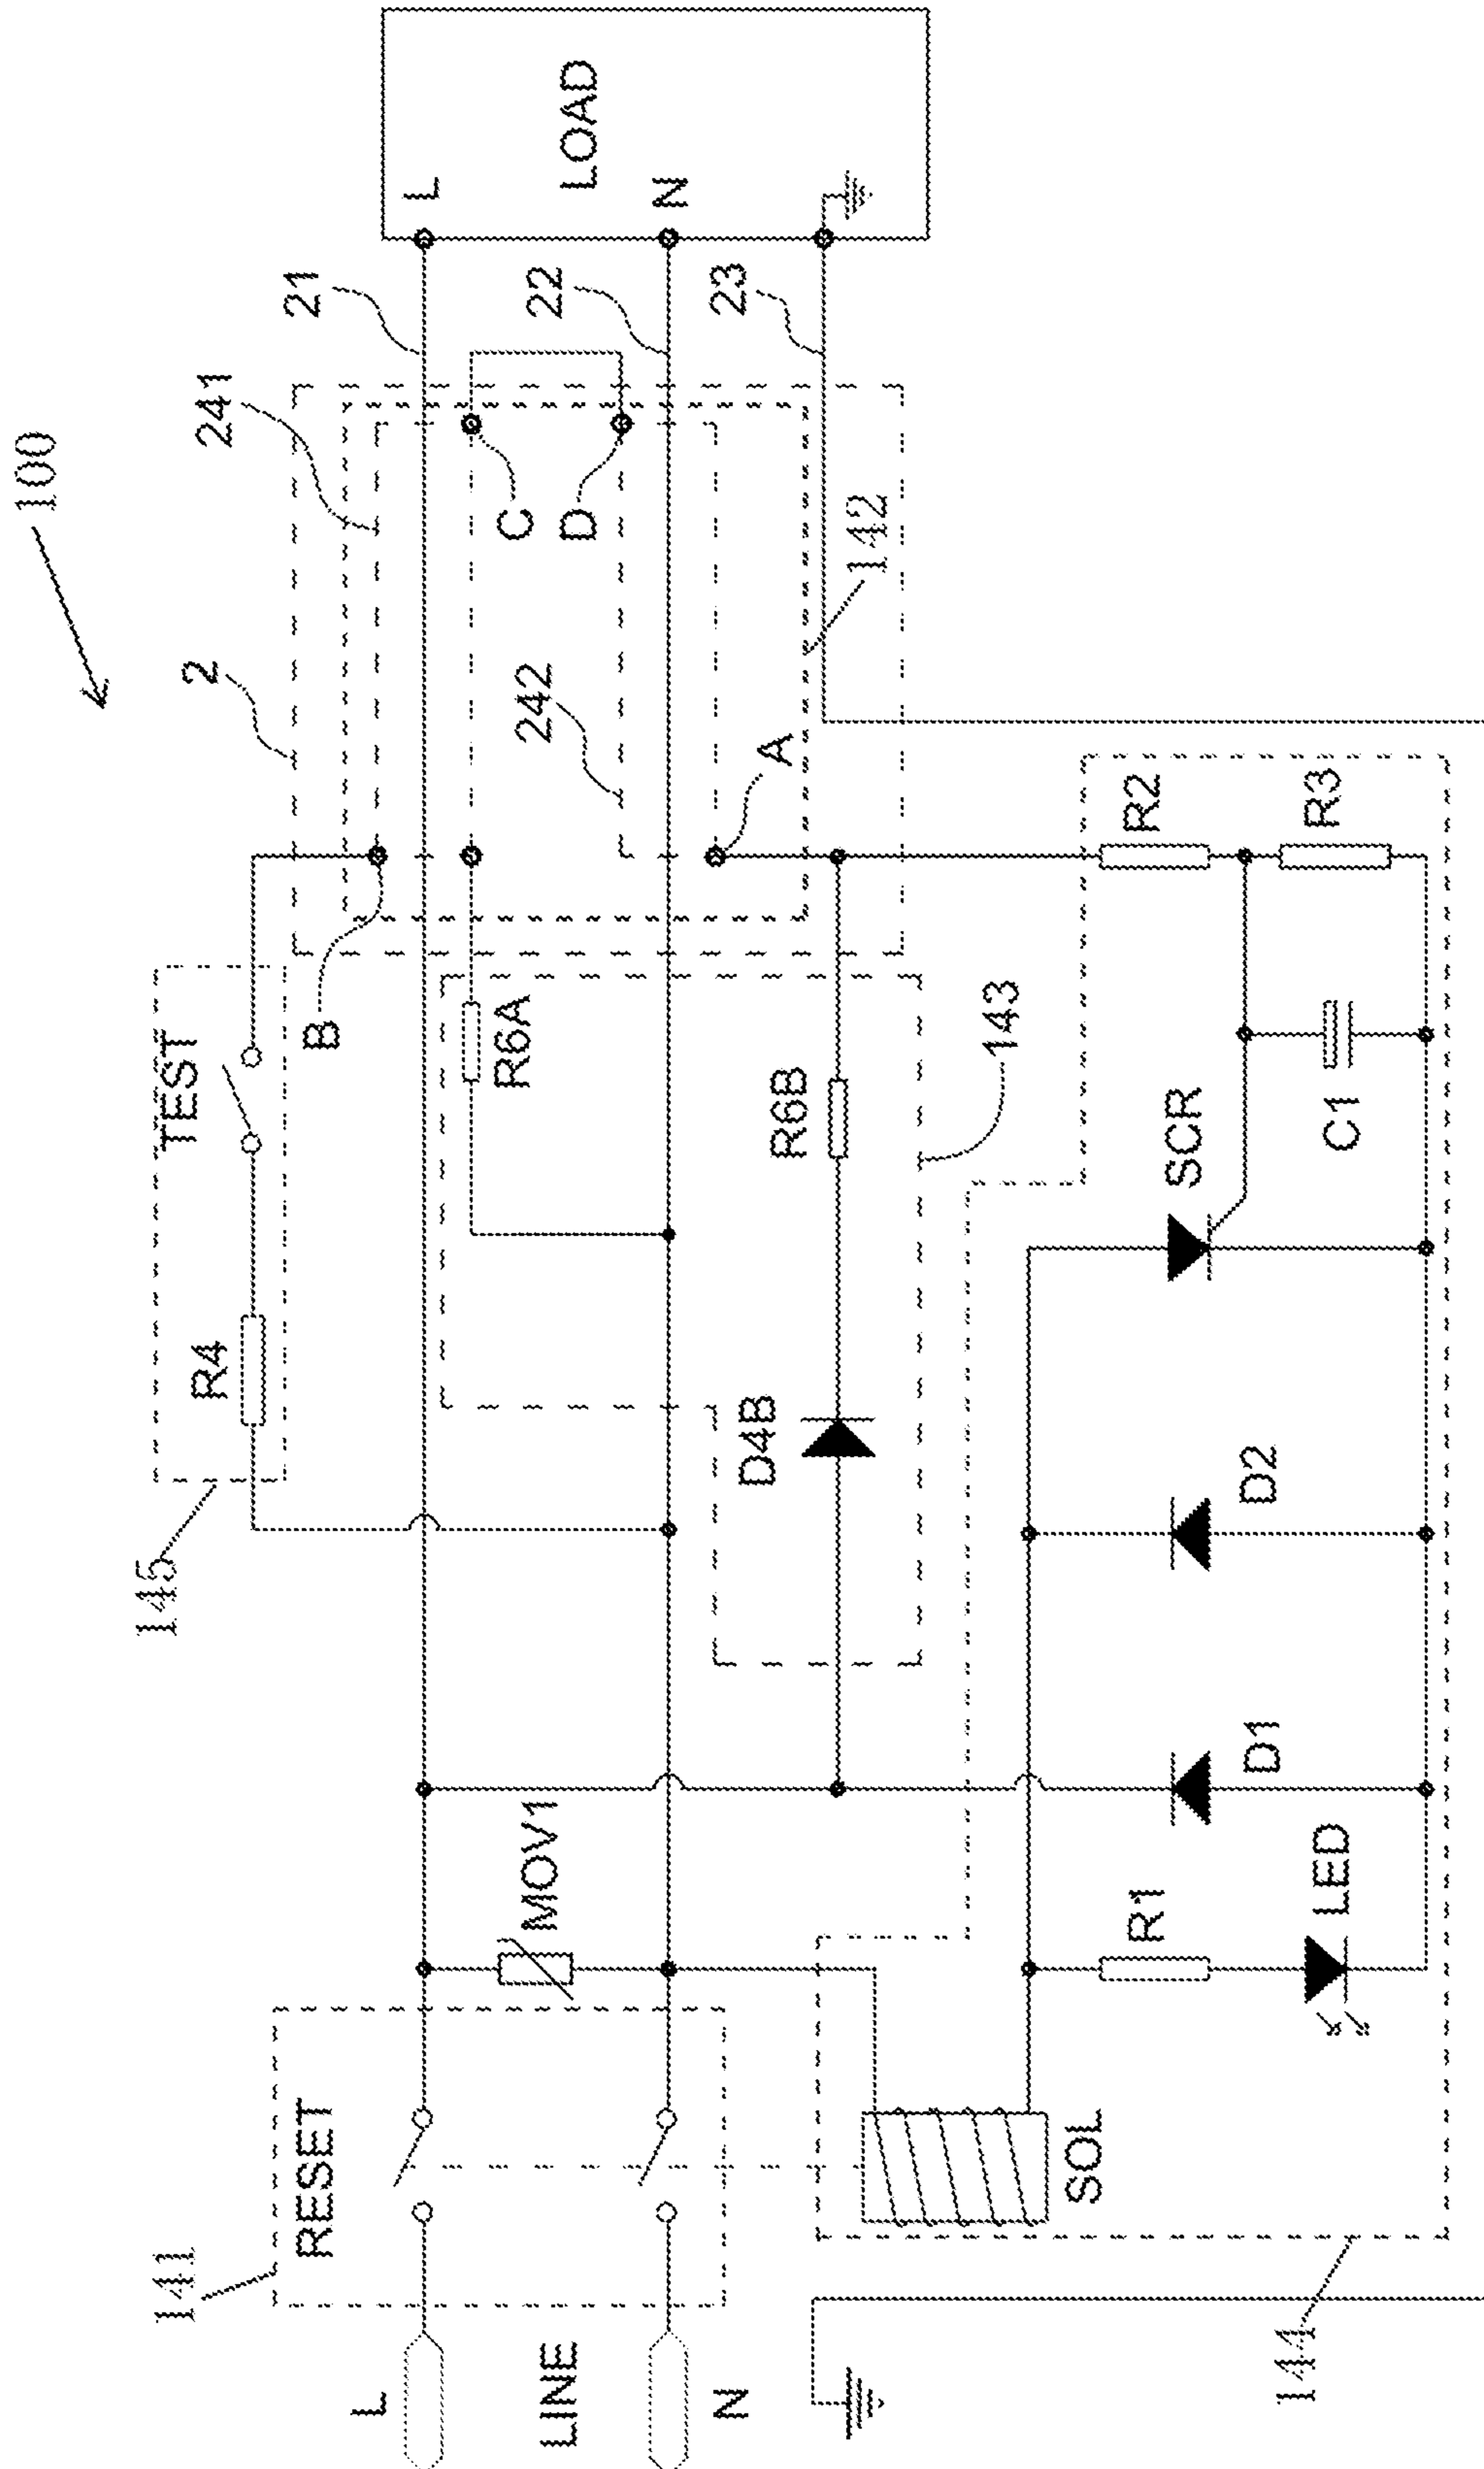 100
2
241
21
22
23
L
LOAD
N
C
D
242
142
A
B
R2
R3
145
R4
TEST
R6A
R6B
143
D4B
SCR
C1
D2
D1
MOV1
R1
LED
141
RESET
SOL
L
LINE
N
144